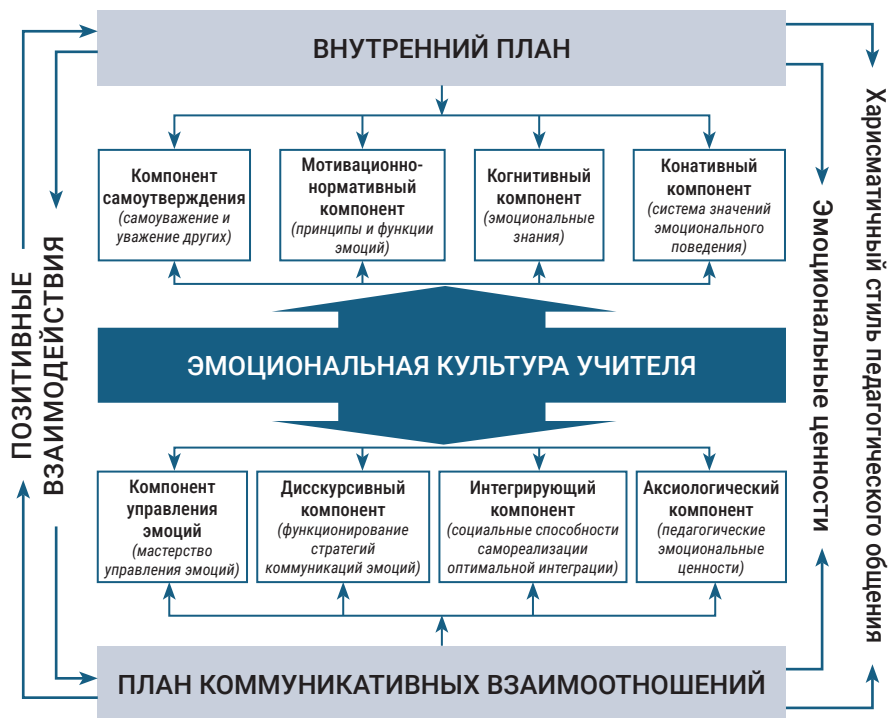 ВНУТРЕННИЙ ПЛАН
Компонент
самоутверждения
(самоуважение и
уважение других)
Мотивационно-
нормативный
компонент
(принципы и функции
эмоций)
Когнитивный
компонент
(эмоциональные
знания)
Конативный
компонент
(система значений
эмоционального
поведения)
ПОЗИТИВНЫЕ
ВЗАИМОДЕЙСТВИЯ
ЭМОЦИОНАЛЬНАЯ КУЛЬТУРА УЧИТЕЛЯ
Эмоциональные ценности
Харисматичный стиль педагогического общения
Компонент
управления
эмоций
(мастерство
управления эмоций)
Дисскурсивный
компонент
(функционирование
стратегий
коммуникаций эмоций)
Интегрирующий
компонент
(социальные способности
самореализации
оптимальной интеграции)
Аксиологический
компонент
(педагогические
эмоциональные
ценности)
ПЛАН КОММУНИКАТИВНЫХ ВЗАИМООТНОШЕНИЙ